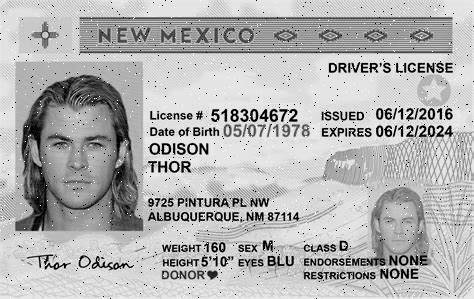 NEW MEXICO
DRIVER'S LICENSE
License # 518304672 ISSUED 06/12/2016
Date of Birth 05/07/1978 EXPIRES 06/12/2024
ODISON
THOR
9725 PINTURA PL NW
ALBUQUERQUE, NM 87114
WEIGHT 160 SEX M CLASS D
HEIGHT 5'10" EYES BLU ENDORSEMENTS NONE
DONOR RESTRICTIONS NONE
Thor Odison